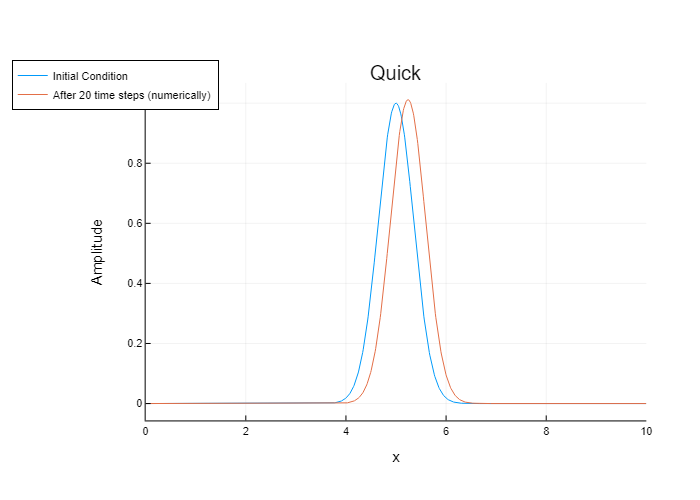 Quick
Initial Condition
After 20 time steps (numerically)
Amplitude
0.8
0.6
0.4
0.2
0
0 2 4 6 8 10
x